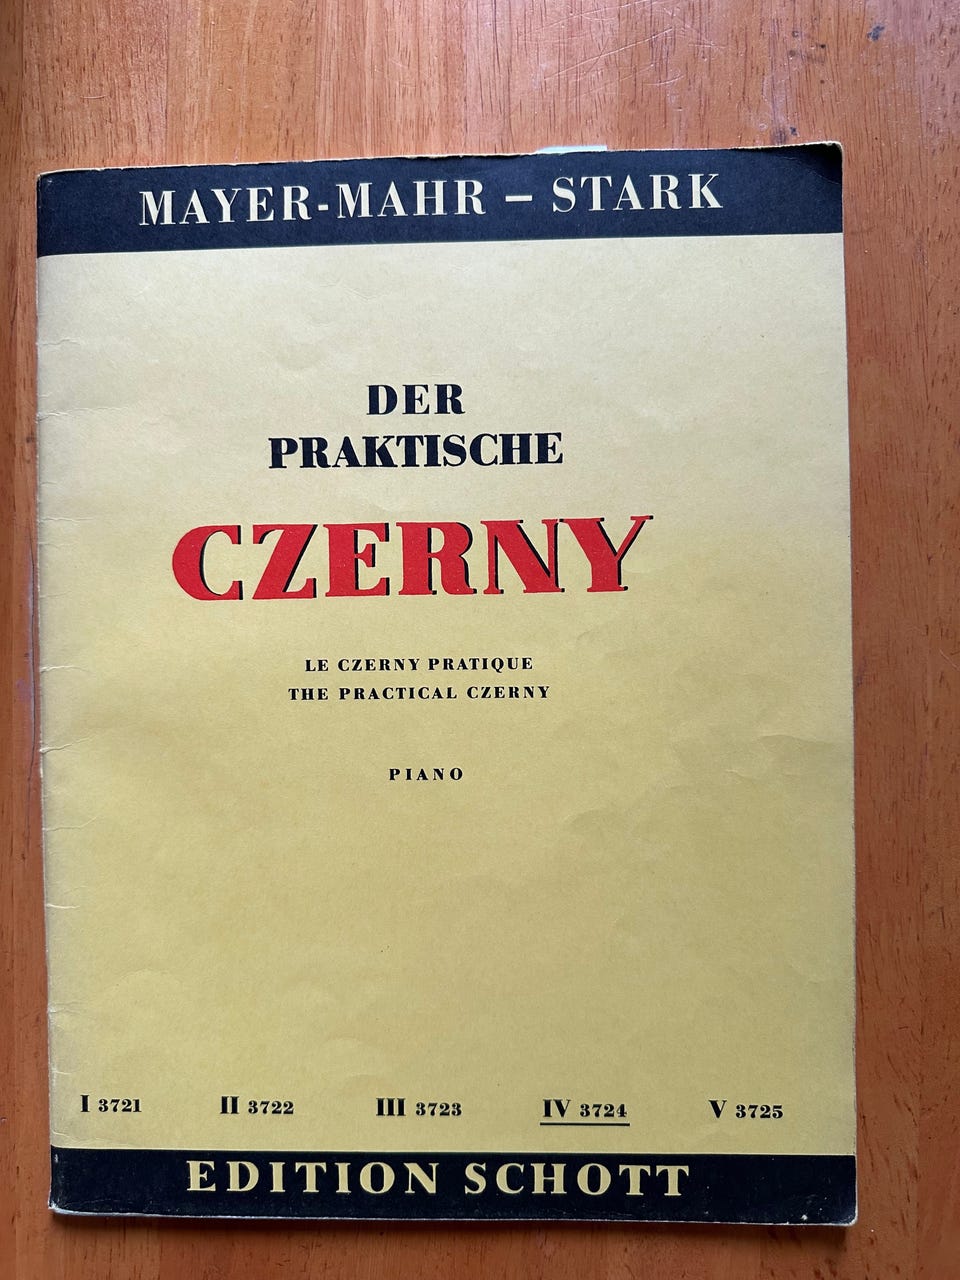 MAYER-MAHR – STARK
DER
PRAKTISCHE
CZERNY
LE CZERNY PRATIQUE
THE PRACTICAL CZERNY
PIANO
I 3721 II 3722 III 3723 IV 3724 V 3725
EDITION SCHOTT